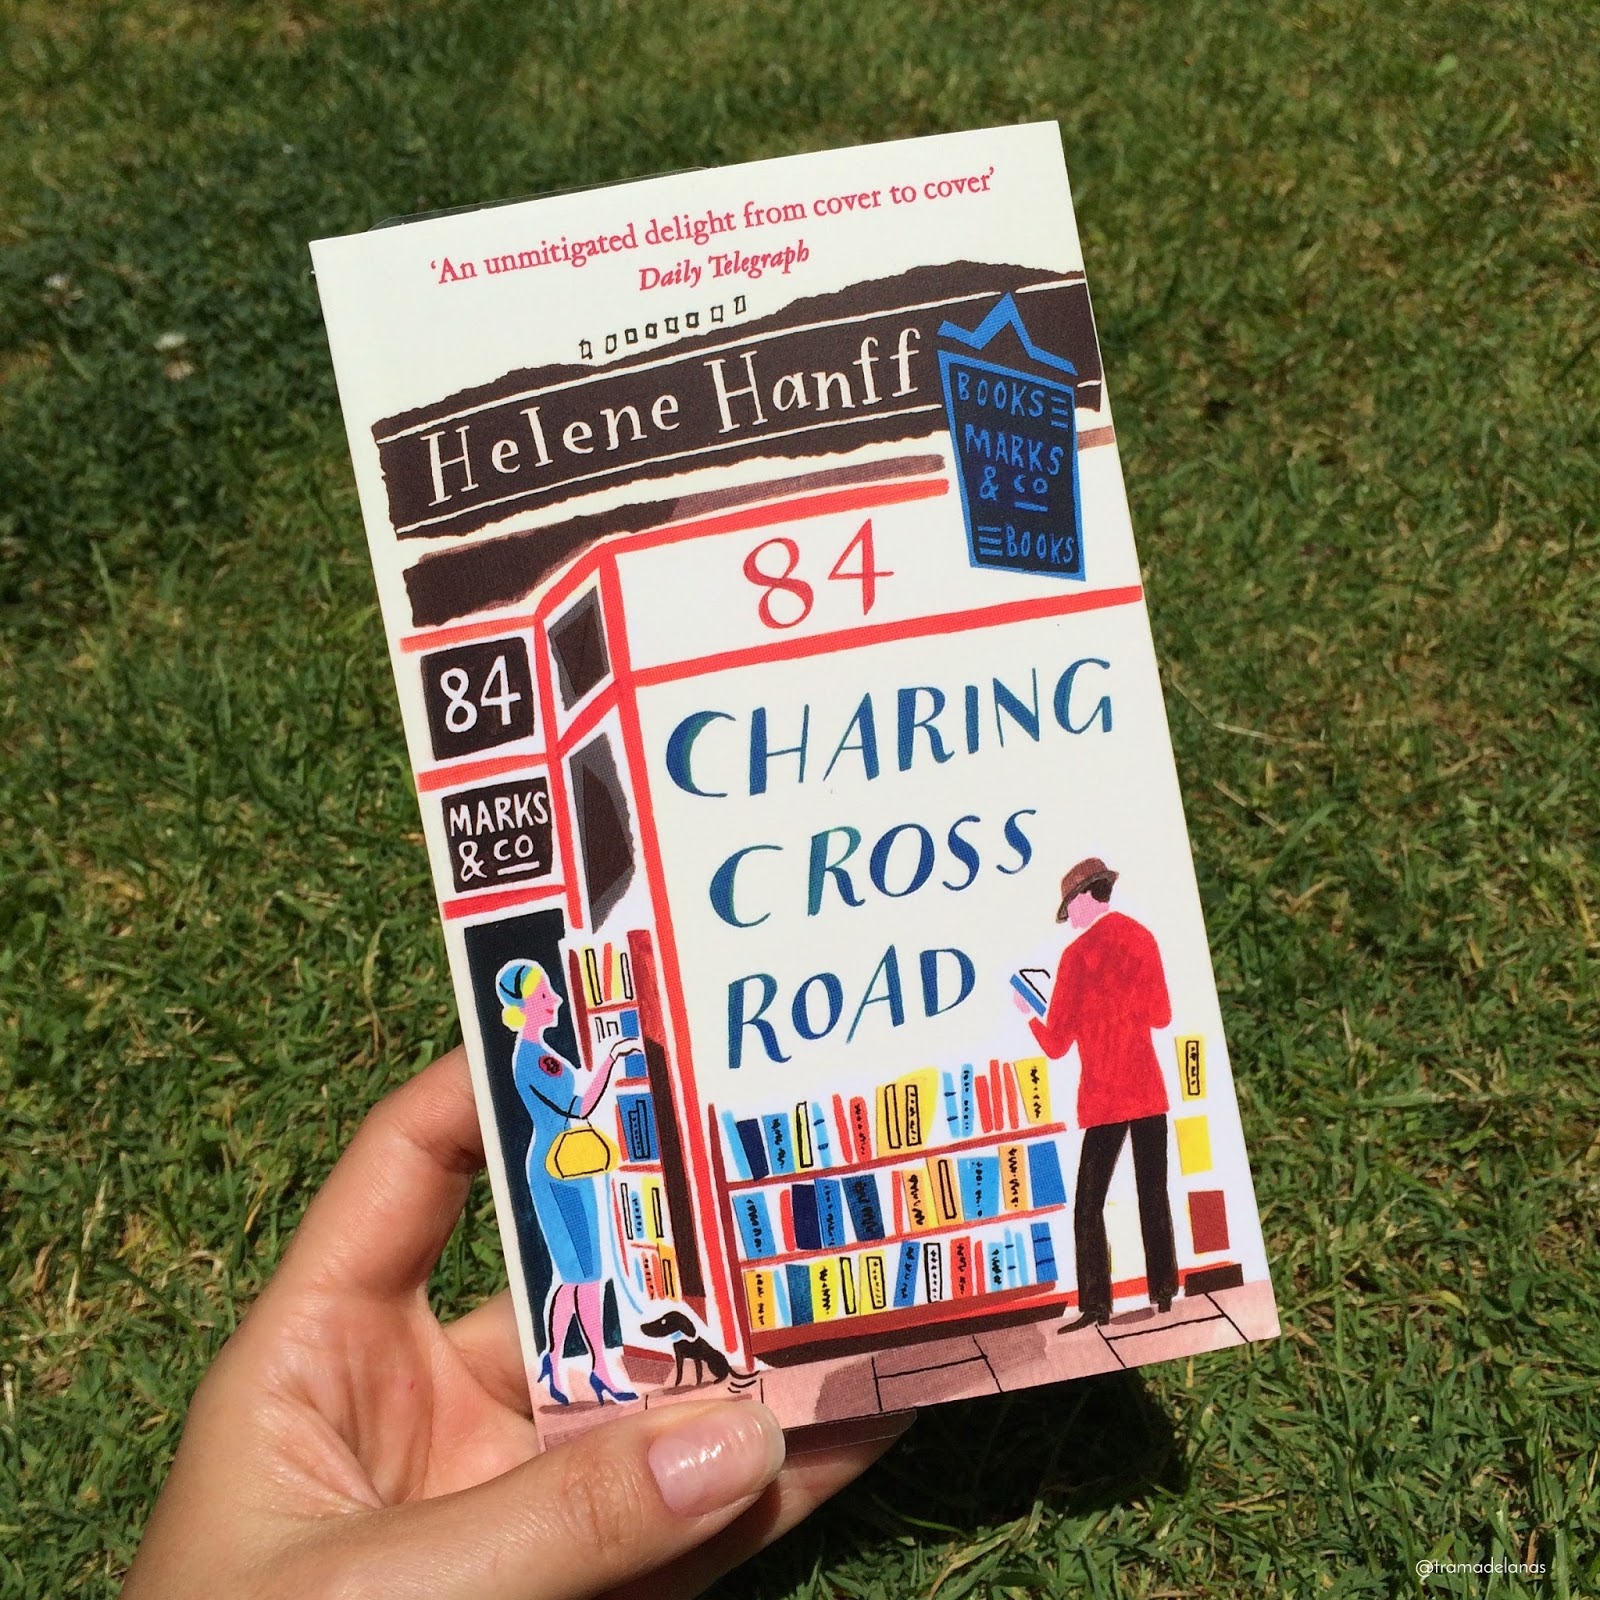 ‘An unmitigated delight from cover to cover’
Daily Telegraph
Helene Hanff
BOOKS
MARKS
& CO
BOOKS
84
84
MARKS
& CO
CHARING
CROSS
ROAD
@tramadelanas